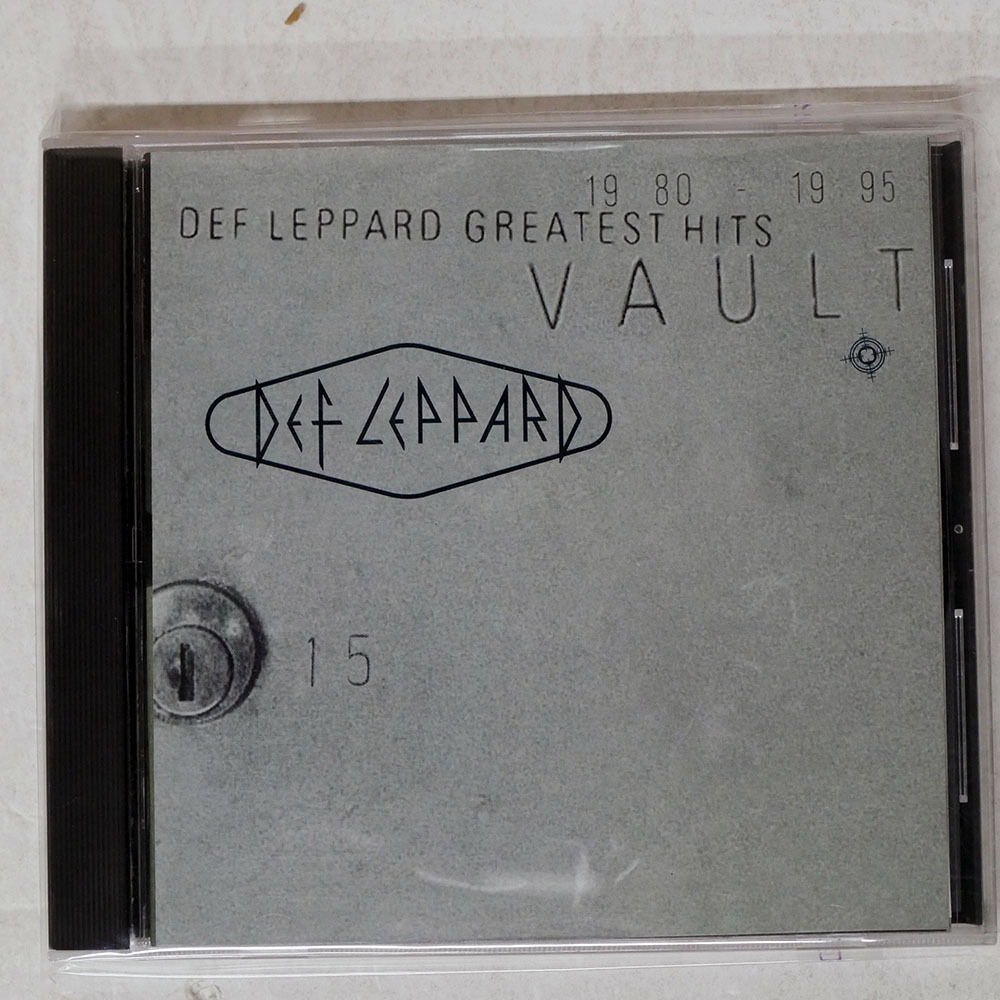 19 80 - 19 95
DEF LEPPARD GREATEST HITS
VAULT
DEF LEPPARD
15